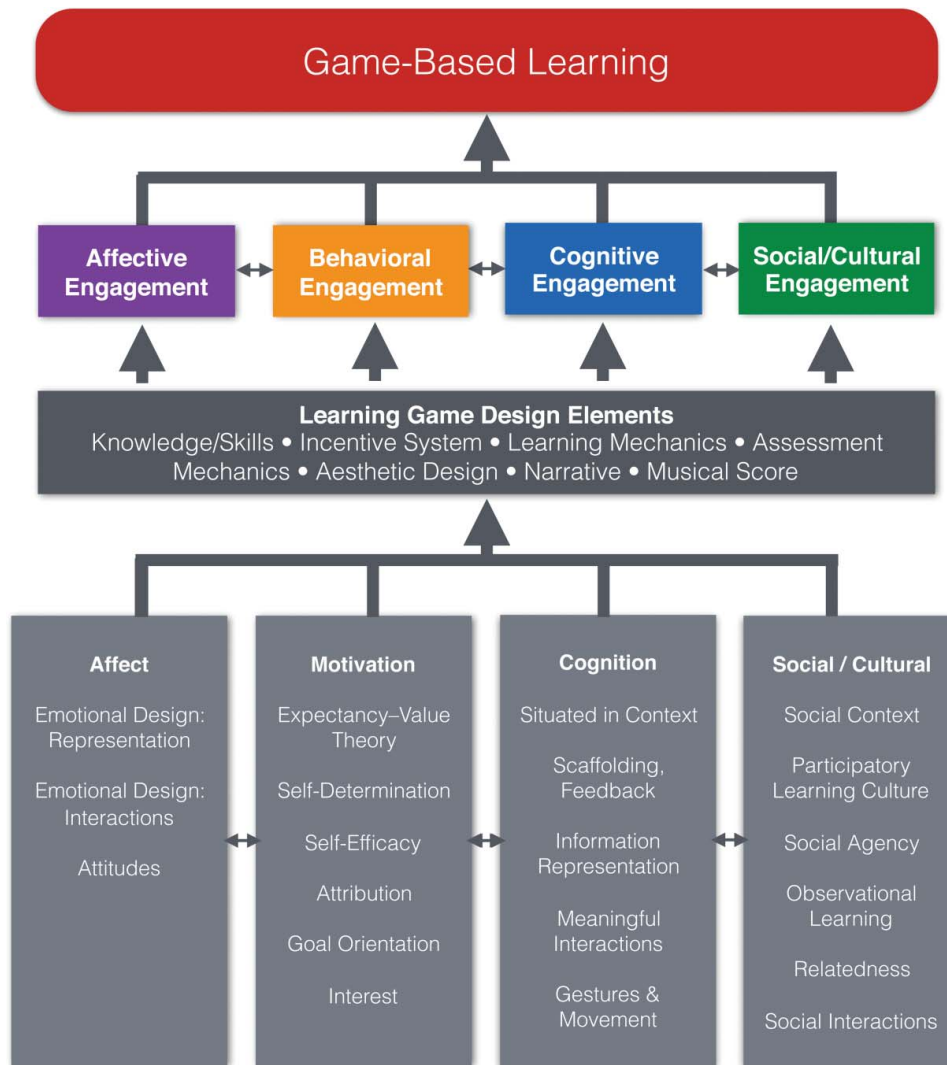 Game-Based Learning
Affective
Engagement
Behavioral
Engagement
Cognitive
Engagement
Social/Cultural
Engagement
Learning Game Design Elements
Knowledge/Skills • Incentive System • Learning Mechanics • Assessment
Mechanics • Aesthetic Design • Narrative • Musical Score
Affect
Emotional Design:
Representation
Emotional Design:
Interactions
Attitudes
Motivation
Expectancy–Value
Theory
Self-Determination
Self-Efficacy
Attribution
Goal Orientation
Interest
Cognition
Situated in Context
Scaffolding,
Feedback
Information
Representation
Meaningful
Interactions
Gestures &
Movement
Social / Cultural
Social Context
Participatory
Learning Culture
Social Agency
Observational
Learning
Relatedness
Social Interactions